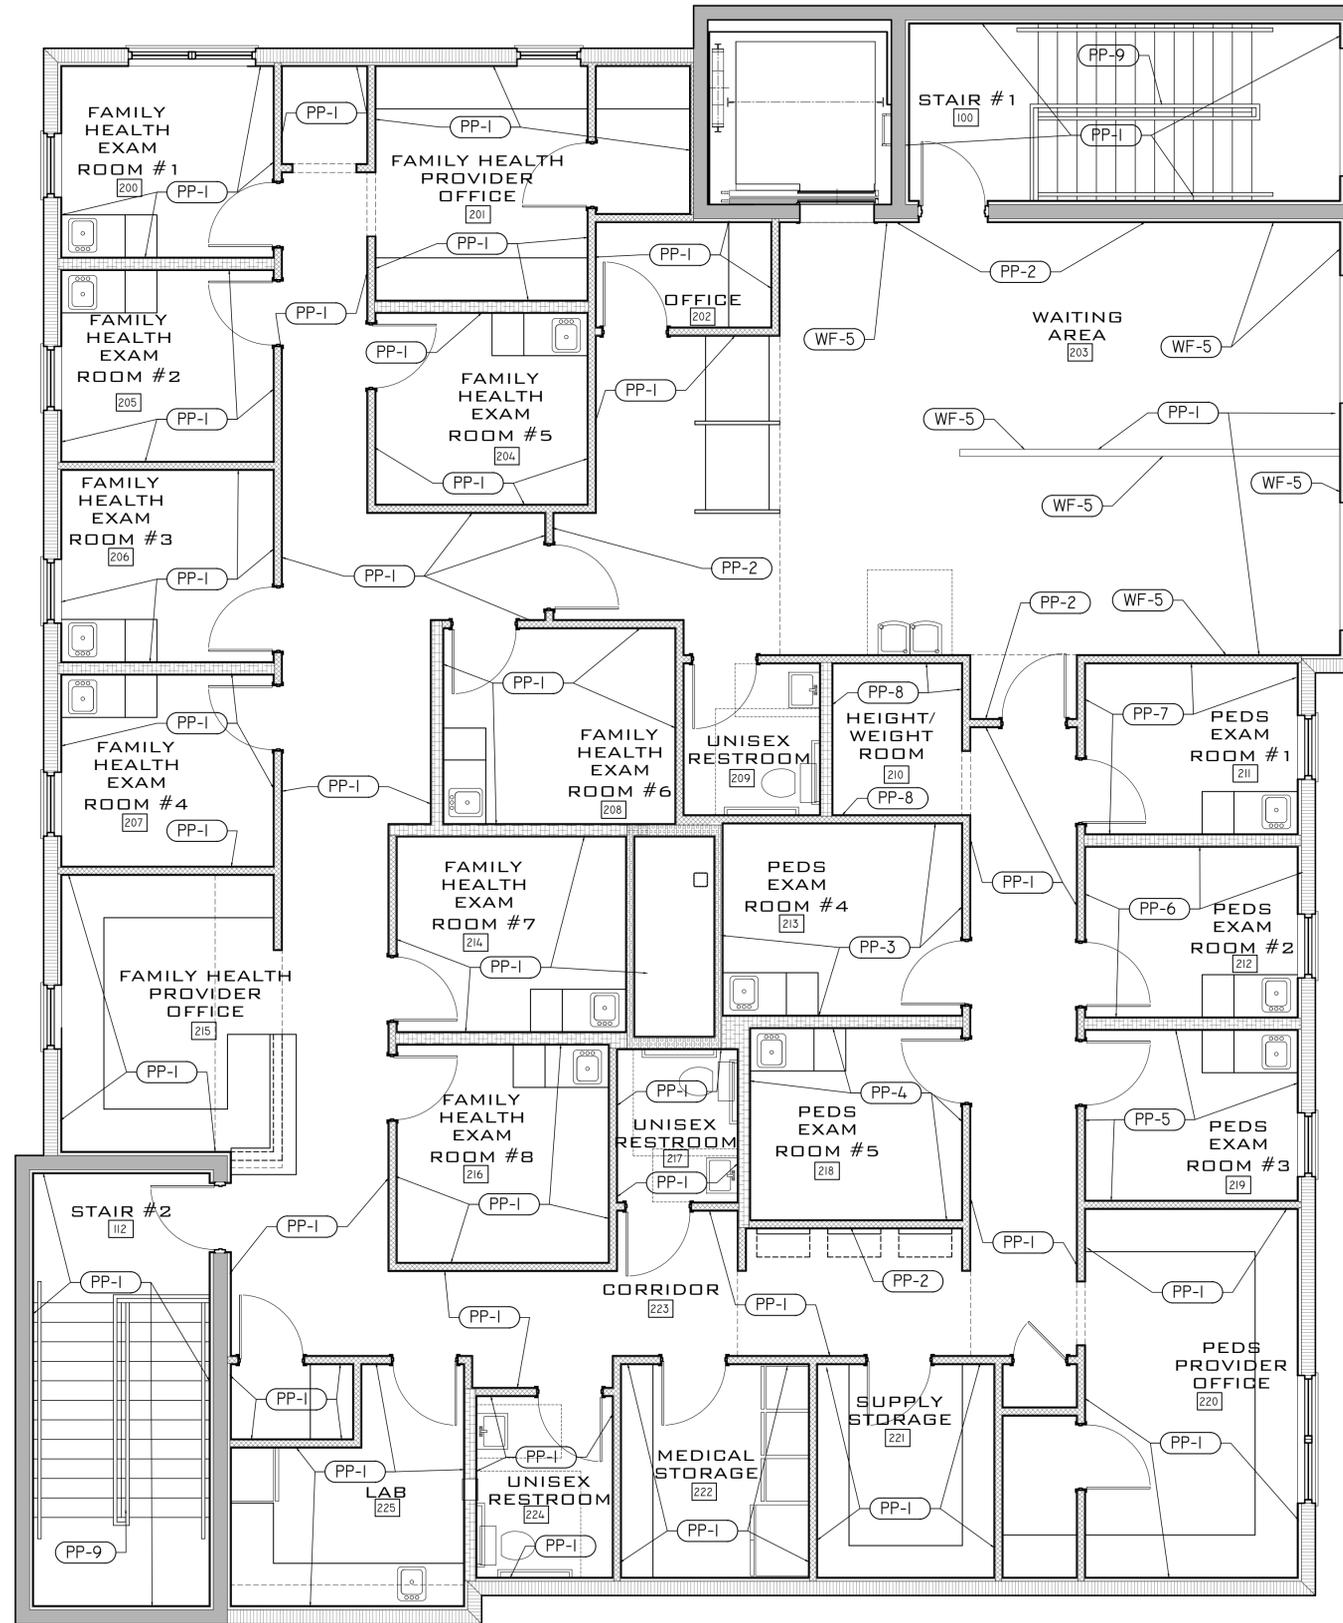 STAIR #1
100
PP-9
PP-1
FAMILY
HEALTH
EXAM
ROOM #1
200
PP-1
PP-1
PP-1
FAMILY HEALTH
PROVIDER
OFFICE
201
PP-1
PP-1
OFFICE
202
WF-5
PP-2
WAITING
AREA
203
WF-5
FAMILY
HEALTH
EXAM
ROOM #2
205
PP-1
PP-1
PP-1
FAMILY
HEALTH
EXAM
ROOM #5
204
PP-1
PP-1
WF-5
PP-1
WF-5
WF-5
FAMILY
HEALTH
EXAM
ROOM #3
206
PP-1
PP-1
PP-2
PP-2
WF-5
FAMILY
HEALTH
EXAM
ROOM #4
207
PP-1
PP-1
PP-1
PP-1
FAMILY
HEALTH
EXAM
ROOM #6
208
UNISEX
RESTROOM
209
PP-8
HEIGHT/
WEIGHT
ROOM
210
PP-8
PP-7
PEDS
EXAM
ROOM #1
211
FAMILY
HEALTH
EXAM
ROOM #7
214
PP-1
PEDS
EXAM
ROOM #4
213
PP-3
PP-1
PP-6
PEDS
EXAM
ROOM #2
212
FAMILY HEALTH
PROVIDER
OFFICE
215
PP-1
FAMILY
HEALTH
EXAM
ROOM #8
216
PP-1
PP-1
UNISEX
RESTROOM
217
PP-1
PP-4
PEDS
EXAM
ROOM #5
218
PP-5
PEDS
EXAM
ROOM #3
219
STAIR #2
112
PP-1
PP-1
PP-9
CORRIDOR
223
PP-1
PP-1
PP-2
PP-1
PP-1
PEDS
PROVIDER
OFFICE
220
PP-1
PP-1
PP-1
LAB
225
PP-1
UNISEX
RESTROOM
224
PP-1
MEDICAL
STORAGE
222
PP-1
SUPPLY
STORAGE
221
PP-1